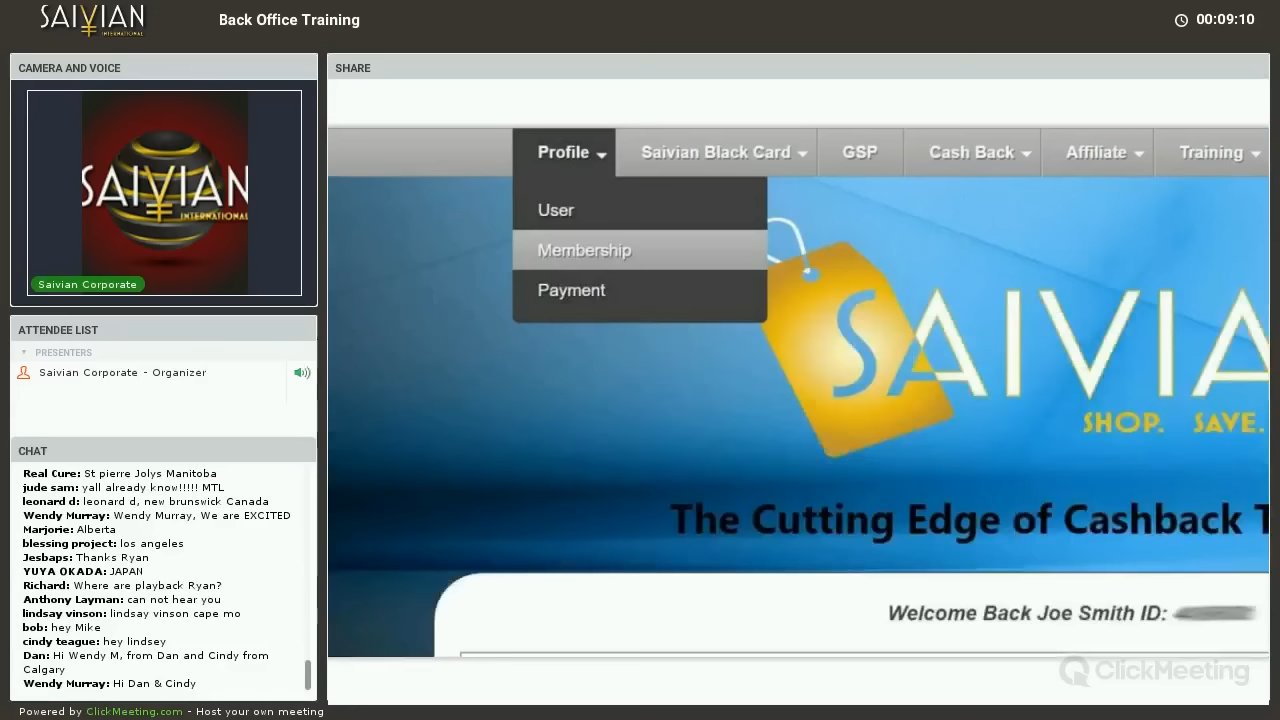 SAIVIAN
INTERNATIONAL
Back Office Training
00:09:10
CAMERA AND VOICE
SAIVIAN
INTERNATIONAL
Saivian Corporate
ATTENDEE LIST
PRESENTERS
Saivian Corporate - Organizer
CHAT
Real Cure: St pierre Jolys Manitoba
jude sam: yall already know!!!!! MTL
leonard d: leonard d, new brunswick Canada
Wendy Murray: Wendy Murray, We are EXCITED
Marjorie: Alberta
blessing project: los angeles
Jesbaps: Thanks Ryan
YUYA OKADA: JAPAN
Richard: Where are playback Ryan?
Anthony Layman: can not hear you
lindsay vinson: lindsay vinson cape mo
bob: hey Mike
cindy teague: hey lindsey
Dan: Hi Wendy M, from Dan and Cindy from
Calgary
Wendy Murray: Hi Dan & Cindy
SHARE
Profile Saivian Black Card GSP Cash Back Affiliate Training
User
Membership
Payment
SAIVIA
SHOP. SAVE.
The Cutting Edge of Cashback T
Welcome Back Joe Smith ID:
ClickMeeting
Powered by ClickMeeting.com - Host your own meeting